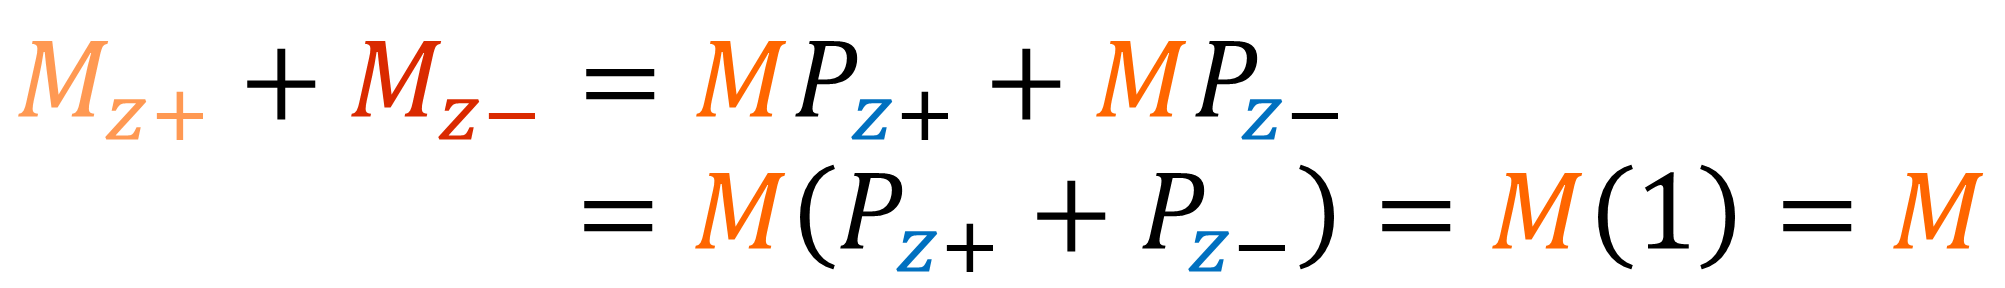 M_{z+} + M_{z−} = MP_{z+} + MP_{z−}
= M(P_{z+} + P_{z−}) = M(1) = M